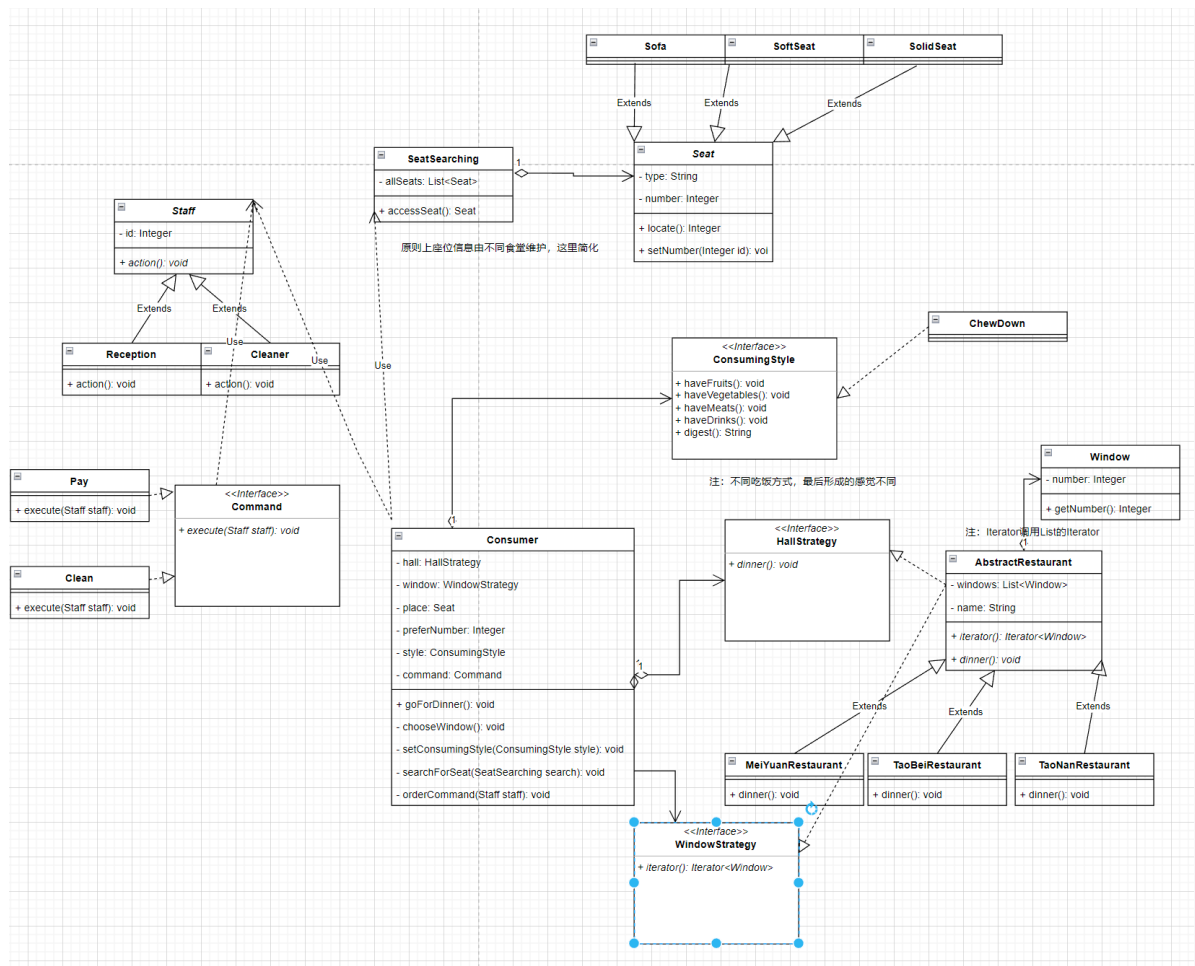 Sofa
SoftSeat
SolidSeat
Extends
Extends
Extends
Seat
- type: String
- number: Integer
+ locate(): Integer
+ setNumber(Integer id): voi
SeatSearching
- allSeats: List<Seat>
+ accessSeat(): Seat
1
原则上座位信息由不同食堂维护，这里简化
Staff
- id: Integer
+ action(): void
Extends
Extends
Reception
+ action(): void
Cleaner
+ action(): void
Use
Use
Use
ChewDown
<<Interface>>
ConsumingStyle
+ haveFruits(): void
+ haveVegetables(): void
+ haveMeats(): void
+ haveDrinks(): void
+ digest(): String
注：不同吃饭方式，最后形成的感觉不同
Window
- number: Integer
+ getNumber(): Integer
注：Iterator调用List的Iterator
1
Pay
+ execute(Staff staff): void
Clean
+ execute(Staff staff): void
<<Interface>>
Command
+ execute(Staff staff): void
1
Consumer
- hall: HallStrategy
- window: WindowStrategy
- place: Seat
- preferNumber: Integer
- style: ConsumingStyle
- command: Command
+ goForDinner(): void
- chooseWindow(): void
- setConsumingStyle(ConsumingStyle style): void
- searchForSeat(SeatSearching search): void
- orderCommand(Staff staff): void
1
<<Interface>>
HallStrategy
+ dinner(): void
AbstractRestaurant
- windows: List<Window>
- name: String
+ iterator(): Iterator<Window>
+ dinner(): void
Extends
Extends
Extends
MeiYuanRestaurant
+ dinner(): void
TaoBeiRestaurant
+ dinner(): void
TaoNanRestaurant
+ dinner(): void
<<Interface>>
WindowStrategy
+ iterator(): Iterator<Window>